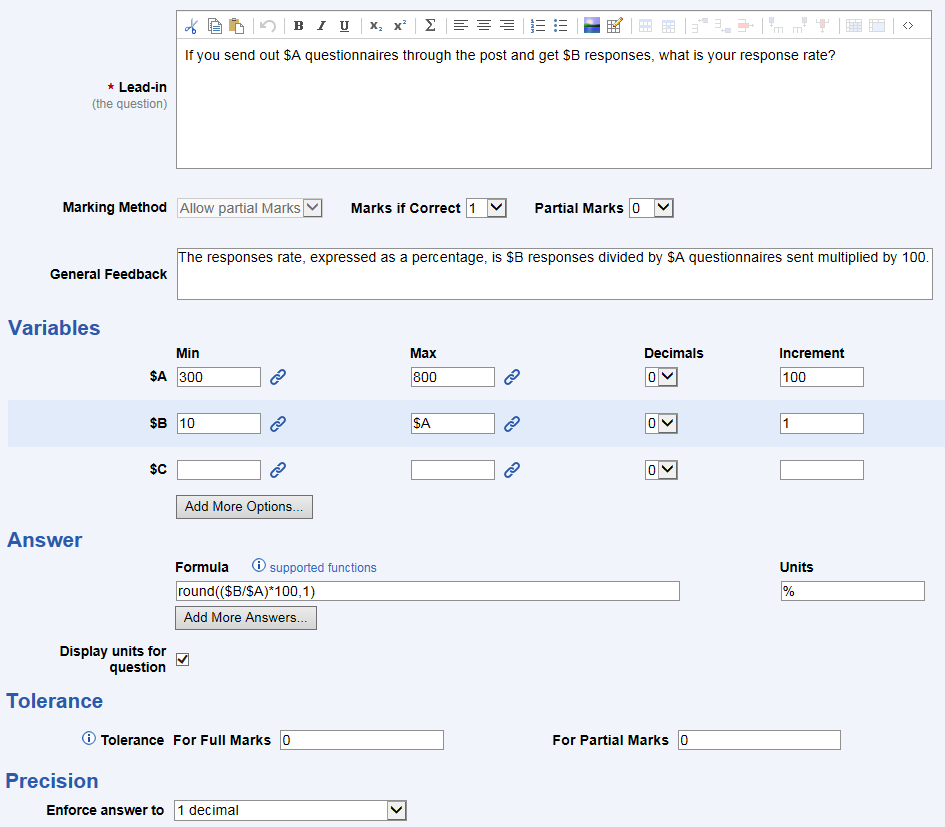 B I U x₂ x² Σ <>
If you send out $A questionnaires through the post and get $B responses, what is your response rate?
* Lead-in
(the question)
Marking Method Allow partial Marks Marks if Correct 1 Partial Marks 0
General Feedback The responses rate, expressed as a percentage, is $B responses divided by $A questionnaires sent multiplied by 100.
Variables
Min Max Decimals Increment
$A 300 800 0 100
$B 10 $A 0 1
$C 0
Add More Options...
Answer
Formula supported functions Units
round(($B/$A)*100,1) %
Add More Answers...
Display units for
question
Tolerance
Tolerance For Full Marks 0 For Partial Marks 0
Precision
Enforce answer to 1 decimal